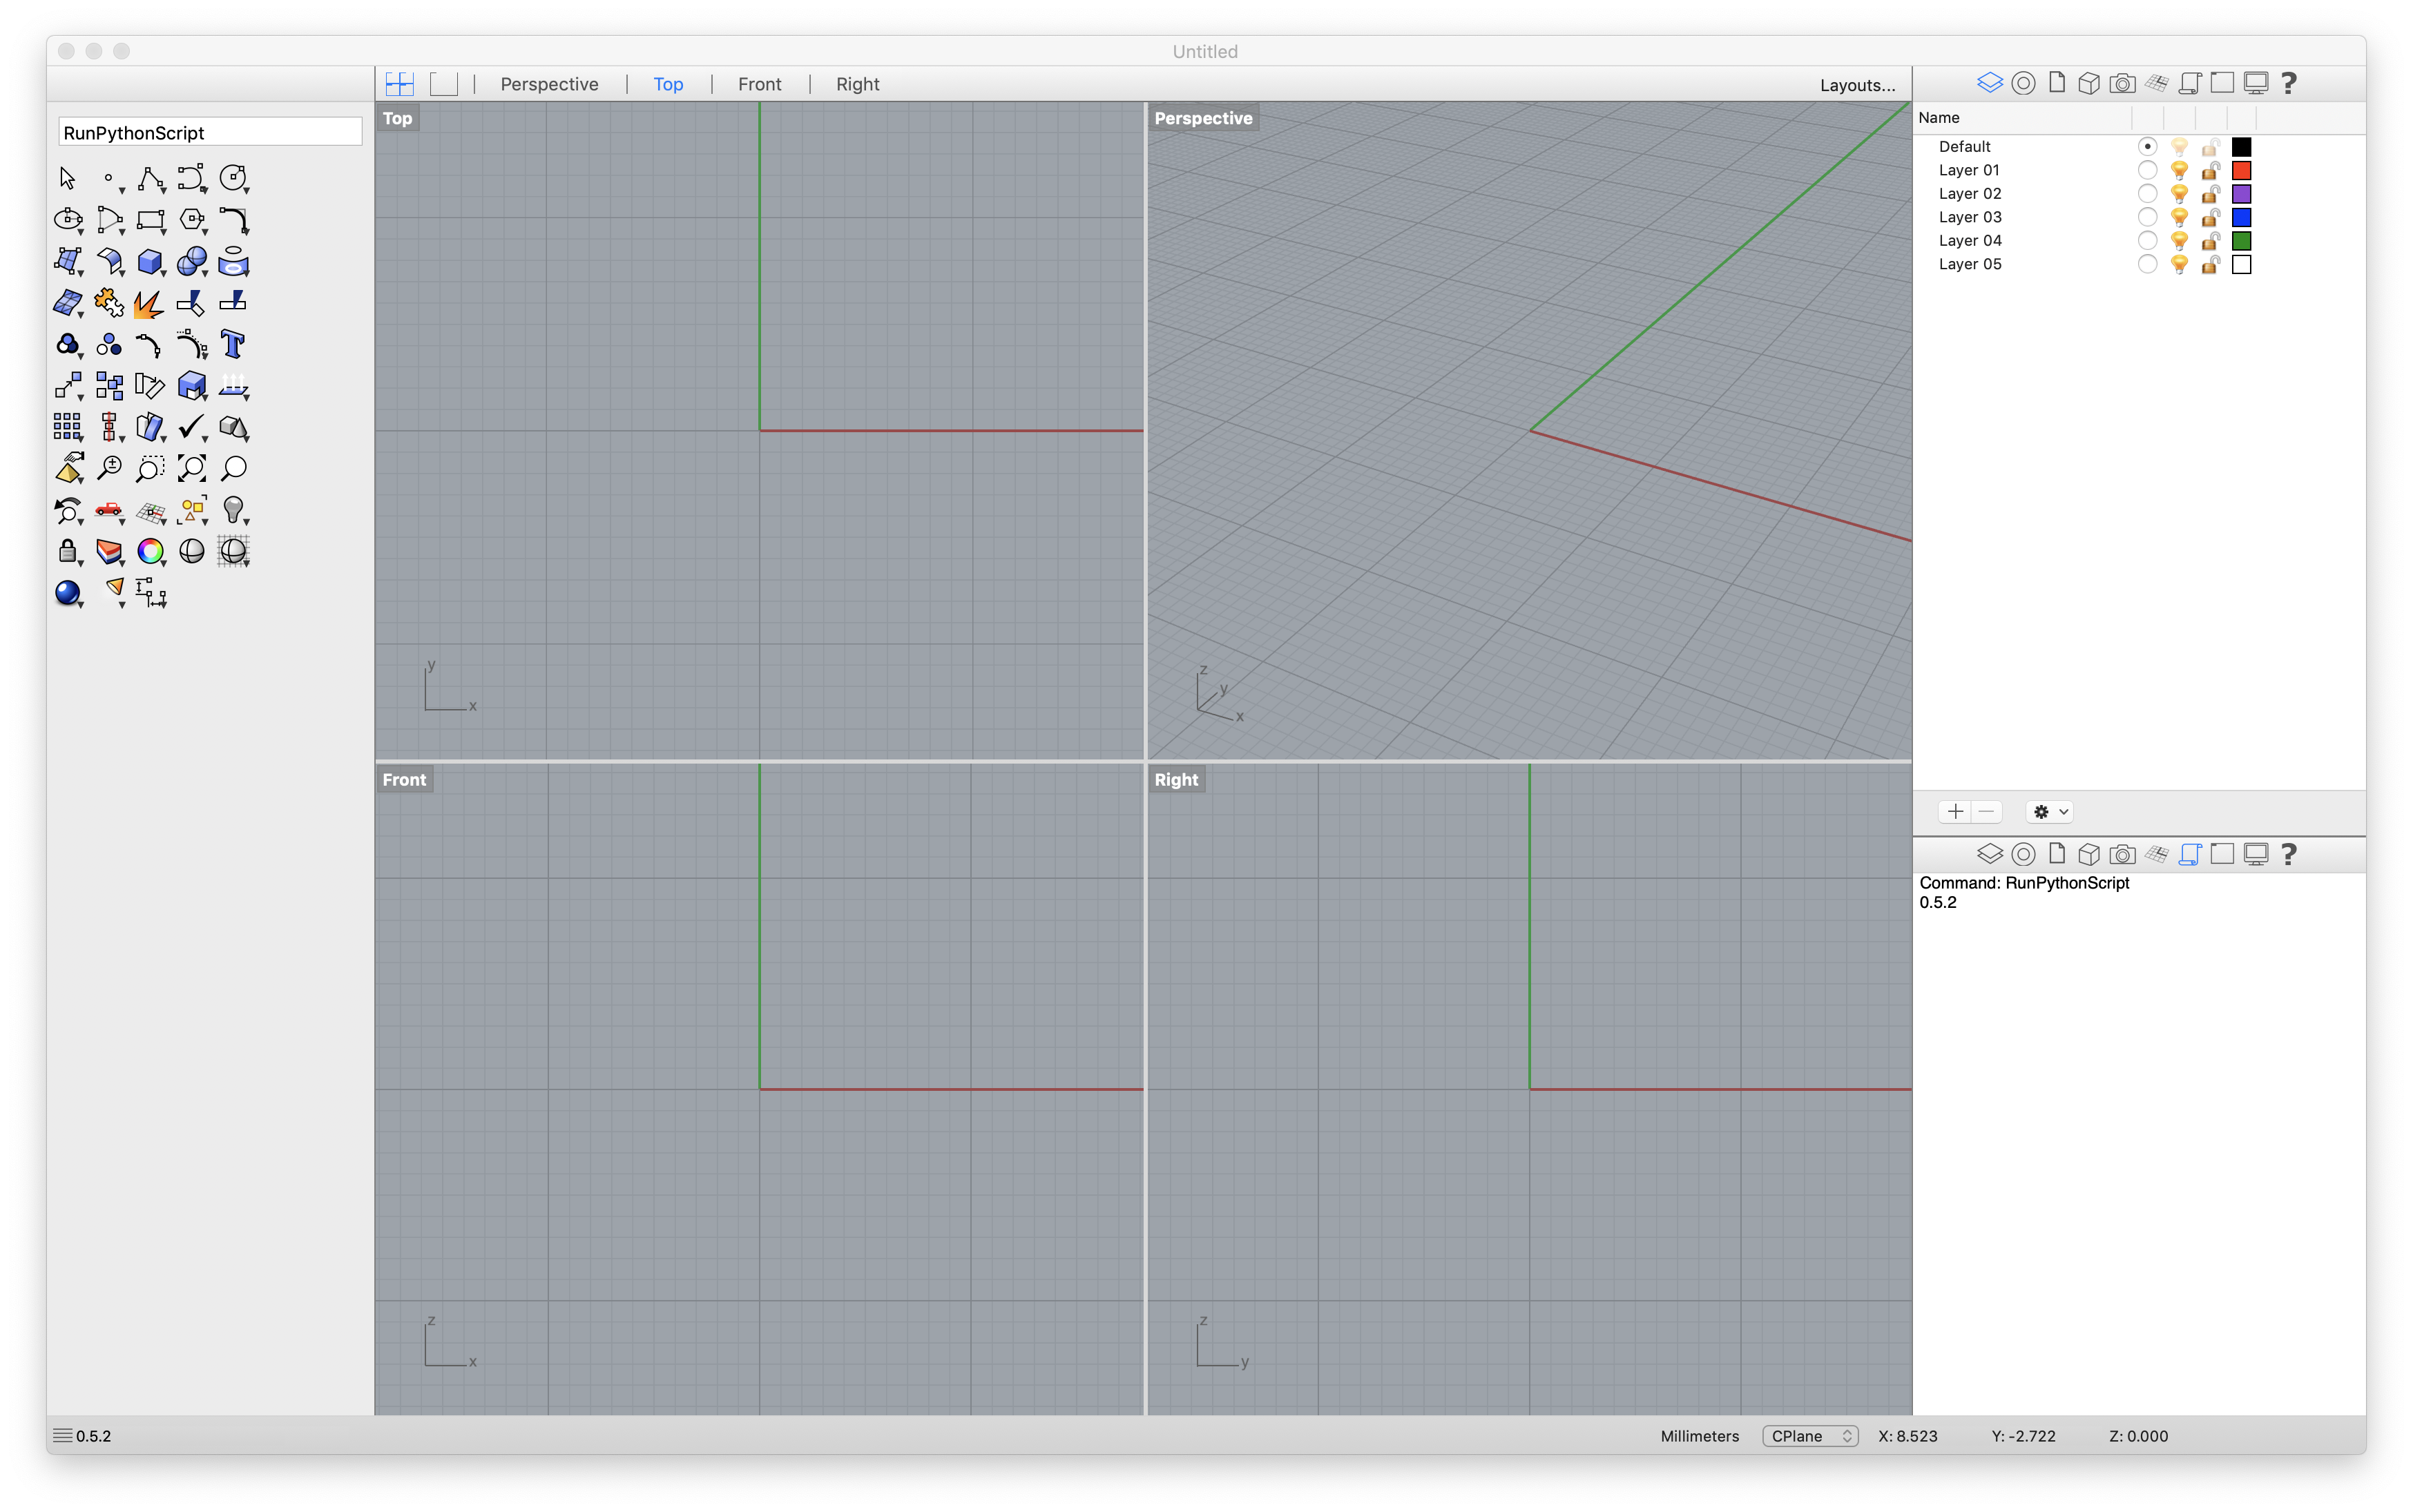 Untitled
Perspective | Top | Front | Right
Layouts...
RunPythonScript
Top
Perspective
Name
Default
Layer 01
Layer 02
Layer 03
Layer 04
Layer 05
y
x
z
y
x
Front
Right
Command: RunPythonScript
0.5.2
z
x
z
y
0.5.2
Millimeters
CPlane
X: 8.523
Y: -2.722
Z: 0.000